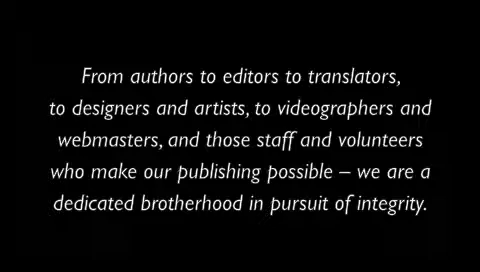 From authors to editors to translators,
to designers and artists, to videographers and
webmasters, and those staff and volunteers
who make our publishing possible – we are a
dedicated brotherhood in pursuit of integrity.